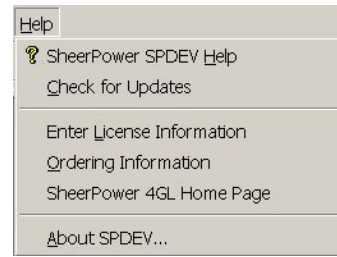 Help
SheerPower SPDEV Help
Check for Updates
Enter License Information
Ordering Information
SheerPower 4GL Home Page
About SPDEV...